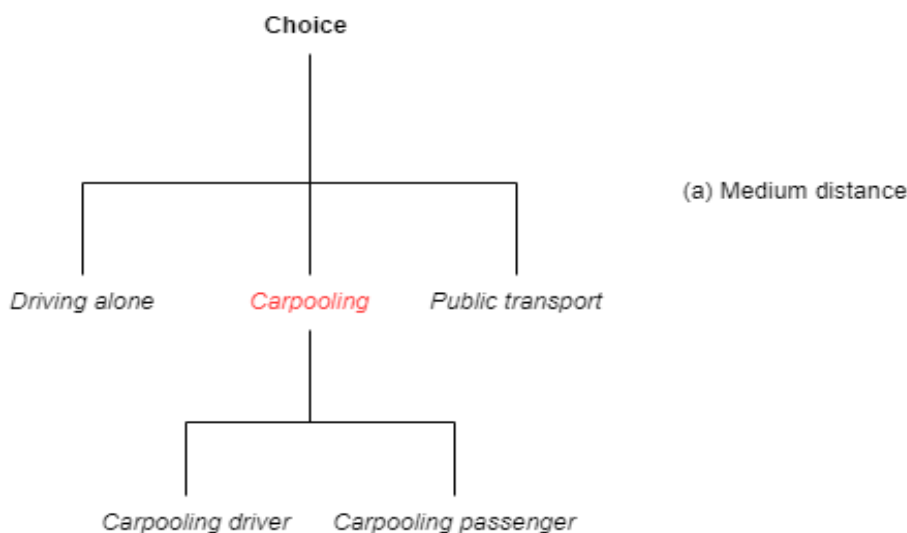 Choice
(a) Medium distance
Driving alone
Carpooling
Public transport
Carpooling driver
Carpooling passenger